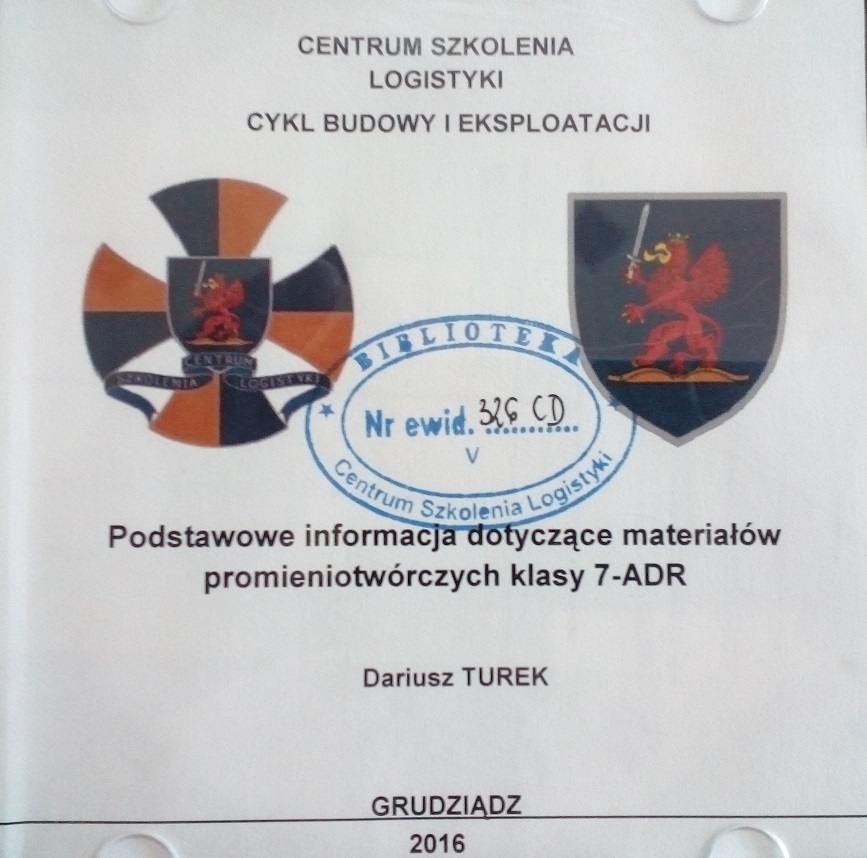 CENTRUM SZKOLENIA
LOGISTYKI
CYKL BUDOWY I EKSPLOATACJI
CENTRUM
SZKOLENIA LOGISTYKI
BIBLIOTEKA
Nr ewid. 326 CD
V
Centrum Szkolenia Logistyki
Podstawowe informacja dotyczące materiałów
promieniotwórczych klasy 7-ADR
Dariusz TUREK
GRUDZIĄDZ
2016